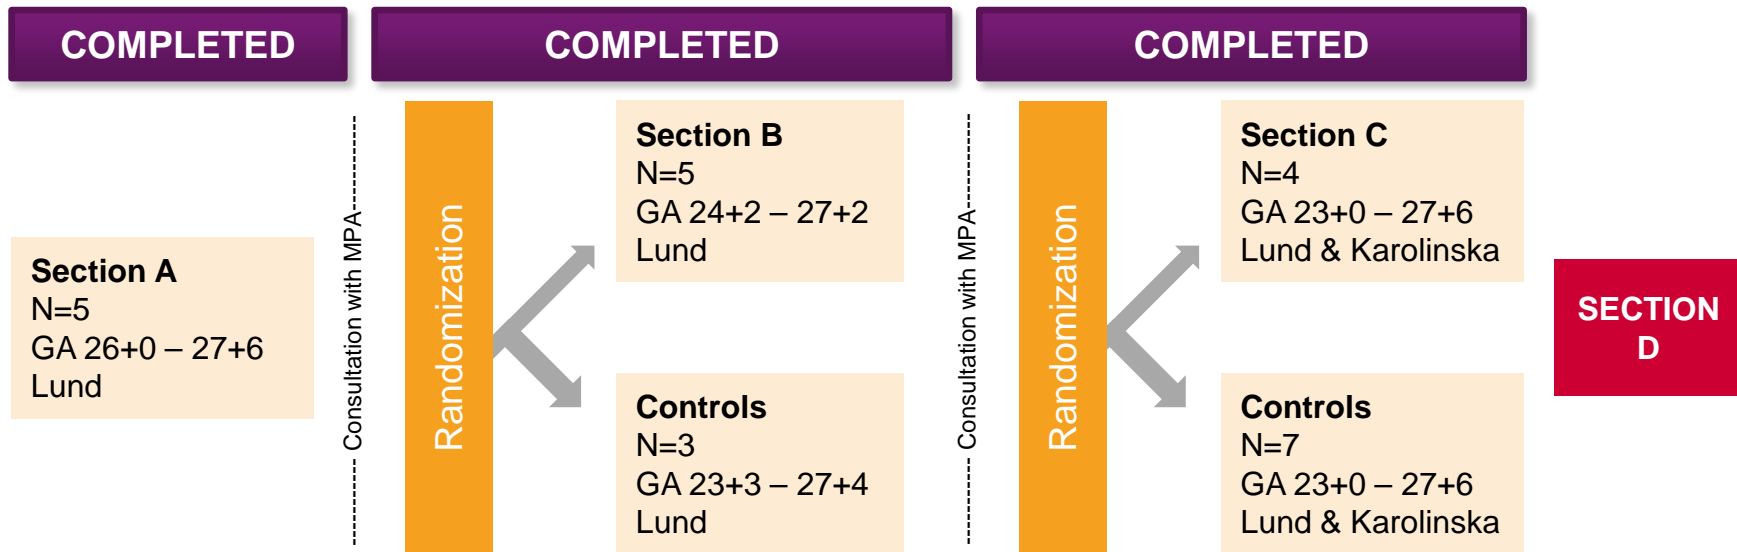 COMPLETED
COMPLETED
COMPLETED
Section A
N=5
GA 26+0 – 27+6
Lund
Consultation with MPA
Randomization
Section B
N=5
GA 24+2 – 27+2
Lund
Controls
N=3
GA 23+3 – 27+4
Lund
Consultation with MPA
Randomization
Section C
N=4
GA 23+0 – 27+6
Lund & Karolinska
Controls
N=7
GA 23+0 – 27+6
Lund & Karolinska
SECTION
D